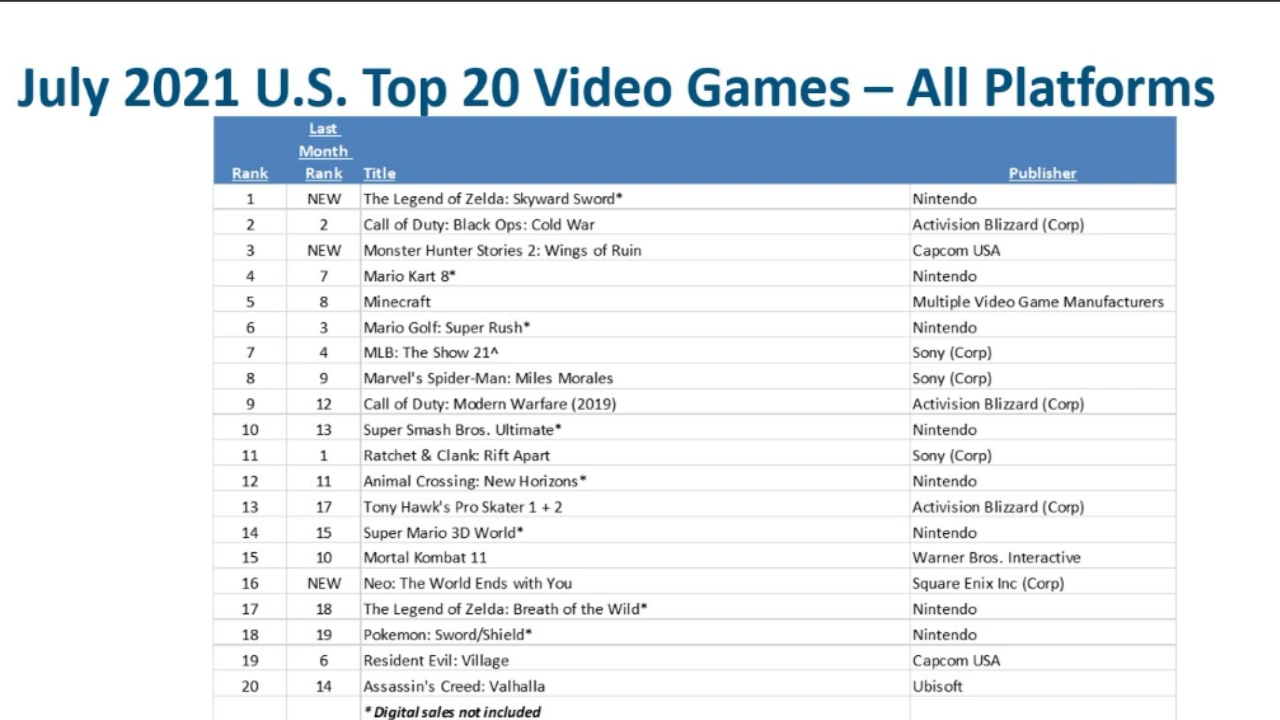 July 2021 U.S. Top 20 Video Games – All Platforms
Rank Last Month Rank Title Publisher
1 NEW The Legend of Zelda: Skyward Sword* Nintendo
2 2 Call of Duty: Black Ops: Cold War Activision Blizzard (Corp)
3 NEW Monster Hunter Stories 2: Wings of Ruin Capcom USA
4 7 Mario Kart 8* Nintendo
5 8 Minecraft Multiple Video Game Manufacturers
6 3 Mario Golf: Super Rush* Nintendo
7 4 MLB: The Show 21^ Sony (Corp)
8 9 Marvel's Spider-Man: Miles Morales Sony (Corp)
9 12 Call of Duty: Modern Warfare (2019) Activision Blizzard (Corp)
10 13 Super Smash Bros. Ultimate* Nintendo
11 1 Ratchet & Clank: Rift Apart Sony (Corp)
12 11 Animal Crossing: New Horizons* Nintendo
13 17 Tony Hawk's Pro Skater 1 + 2 Activision Blizzard (Corp)
14 15 Super Mario 3D World* Nintendo
15 10 Mortal Kombat 11 Warner Bros. Interactive
16 NEW Neo: The World Ends with You Square Enix Inc (Corp)
17 18 The Legend of Zelda: Breath of the Wild* Nintendo
18 19 Pokemon: Sword/Shield* Nintendo
19 6 Resident Evil: Village Capcom USA
20 14 Assassin's Creed: Valhalla Ubisoft
* Digital sales not included